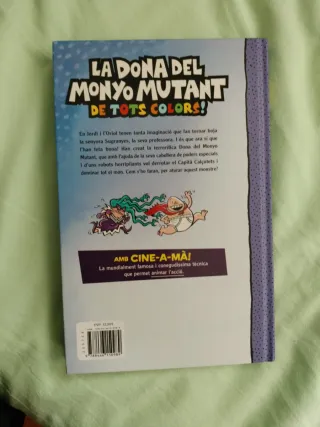 LA DONA DEL
MONYO MUTANT
DE TOTS COLORS!
En Jordi i l'Oriol tenen tanta imaginació que fan tornar boja
la senyora Sagranyes, la seva professora. I és que ara sí que
l'han feta bona! Han creat la terrorífica Dona del Monyo
Mutant, que amb l'ajuda de la seva cabellera de poders especials
i d'uns robots horripilants vol derrotar el Capità Calçotets i
dominar tot el món. Com s'ho faran, per aturar aquest monstre?
AMB CINE-A-MÀ!
La mundialment famosa i coneguda tècnica
que permet animar l'acció.